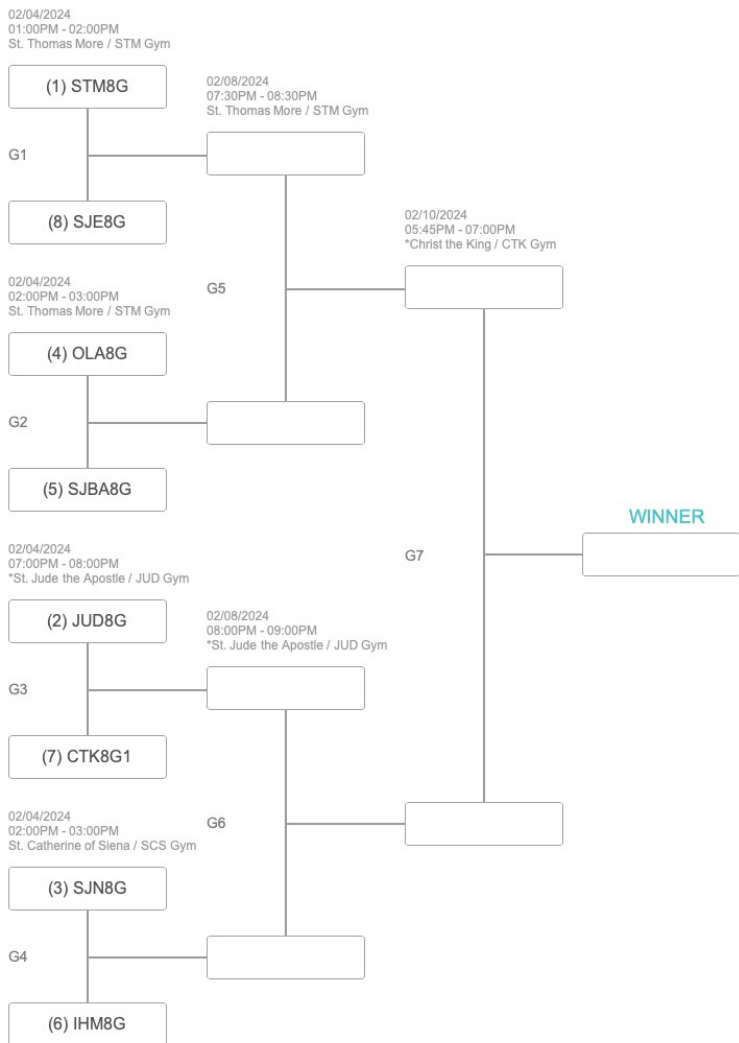 02/04/2024
01:00PM - 02:00PM
St. Thomas More / STM Gym
(1) STM8G
G1
(8) SJE8G
02/04/2024
02:00PM - 03:00PM
St. Thomas More / STM Gym
(4) OLA8G
G2
(5) SJBA8G
02/04/2024
07:00PM - 08:00PM
*St. Jude the Apostle / JUD Gym
(2) JUD8G
G3
(7) CTK8G1
02/04/2024
02:00PM - 03:00PM
St. Catherine of Siena / SCS Gym
(3) SJN8G
G4
(6) IHM8G
02/08/2024
07:30PM - 08:30PM
St. Thomas More / STM Gym
G5
02/08/2024
08:00PM - 09:00PM
*St. Jude the Apostle / JUD Gym
G6
02/10/2024
05:45PM - 07:00PM
*Christ the King / CTK Gym
G7
WINNER